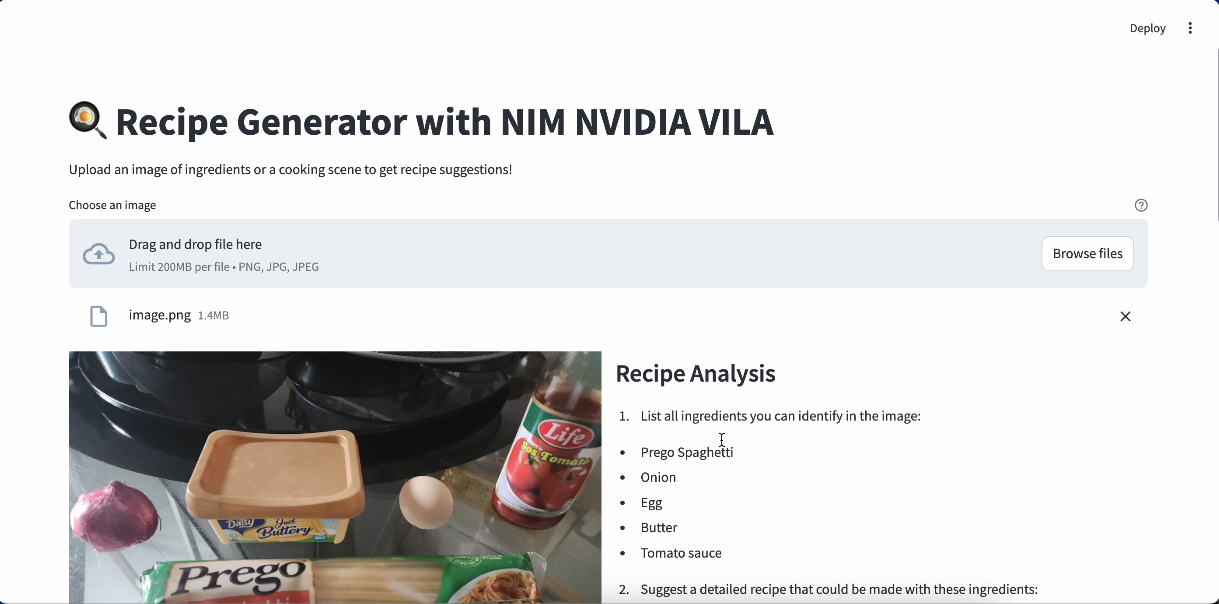 Deploy
Recipe Generator with NIM NVIDIA VILA
Upload an image of ingredients or a cooking scene to get recipe suggestions!
Choose an image
Drag and drop file here
Limit 200MB per file • PNG, JPG, JPEG
Browse files
image.png 1.4MB
Life
Sos Tomato
Daisy
Just
Buttery
Prego
Recipe Analysis
1. List all ingredients you can identify in the image:
• Prego Spaghetti
• Onion
• Egg
• Butter
• Tomato sauce
2. Suggest a detailed recipe that could be made with these ingredients: